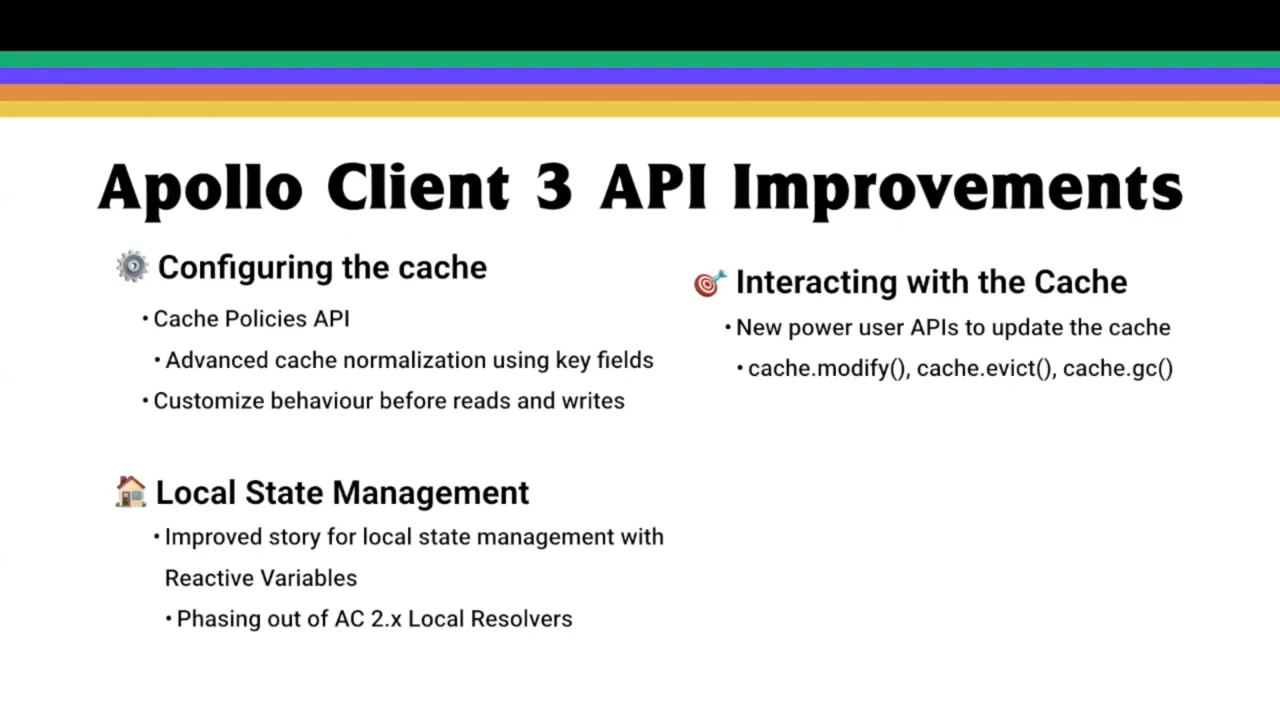 Apollo Client 3 API Improvements
Configuring the cache
• Cache Policies API
• Advanced cache normalization using key fields
• Customize behaviour before reads and writes
Local State Management
• Improved story for local state management with
Reactive Variables
• Phasing out of AC 2.x Local Resolvers
Interacting with the Cache
• New power user APIs to update the cache
• cache.modify(), cache.evict(), cache.gc()